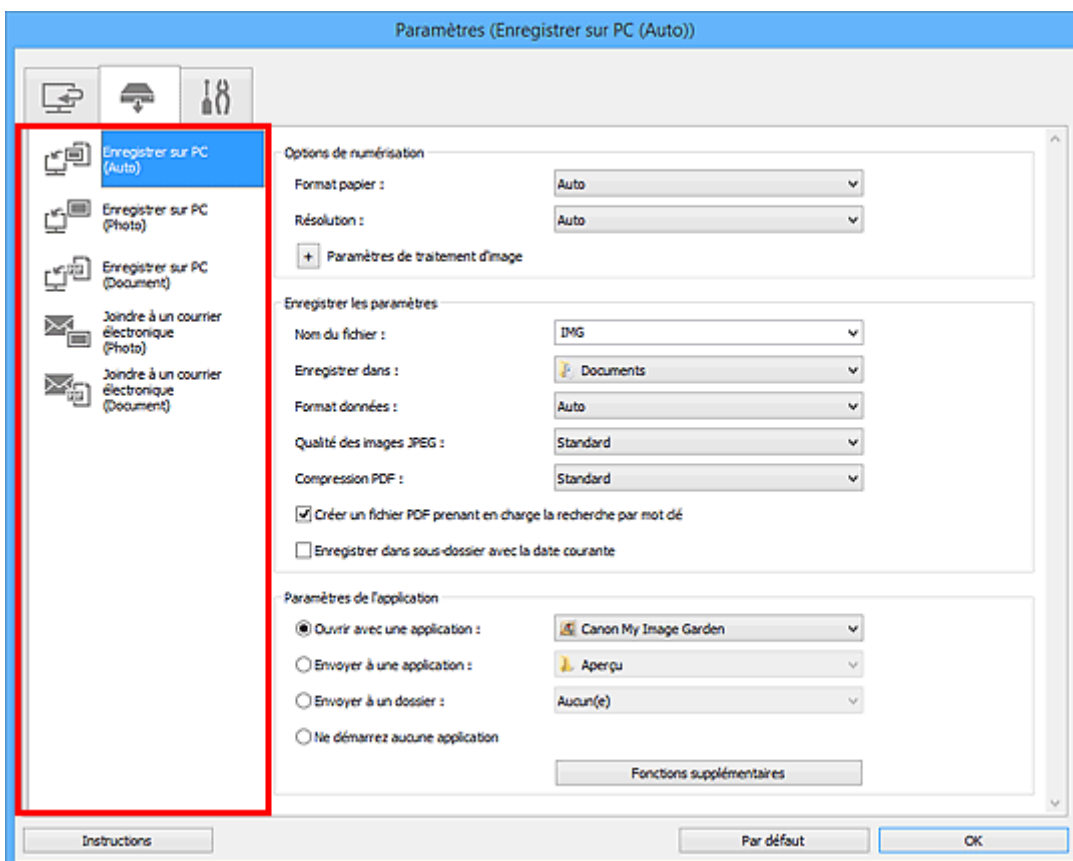 Paramètres (Enregistrer sur PC (Auto))
Enregistrer sur PC
(Auto)
Enregistrer sur PC
(Photo)
Enregistrer sur PC
(Document)
Joindre à un courrier
électronique
(Photo)
Joindre à un courrier
électronique
(Document)
Options de numérisation
Format papier : Auto
Résolution : Auto
+ Paramètres de traitement d'image
Enregistrer les paramètres
Nom du fichier : IMG
Enregistrer dans : Documents
Format données : Auto
Qualité des images JPEG : Standard
Compression PDF : Standard
Créer un fichier PDF prenant en charge la recherche par mot clé
Enregistrer dans sous-dossier avec la date courante
Paramètres de l'application
Ouvrir avec une application : Canon My Image Garden
Envoyer à une application : Aperçu
Envoyer à un dossier : Aucun(e)
Ne démarrez aucune application
Fonctions supplémentaires
Instructions Par défaut OK